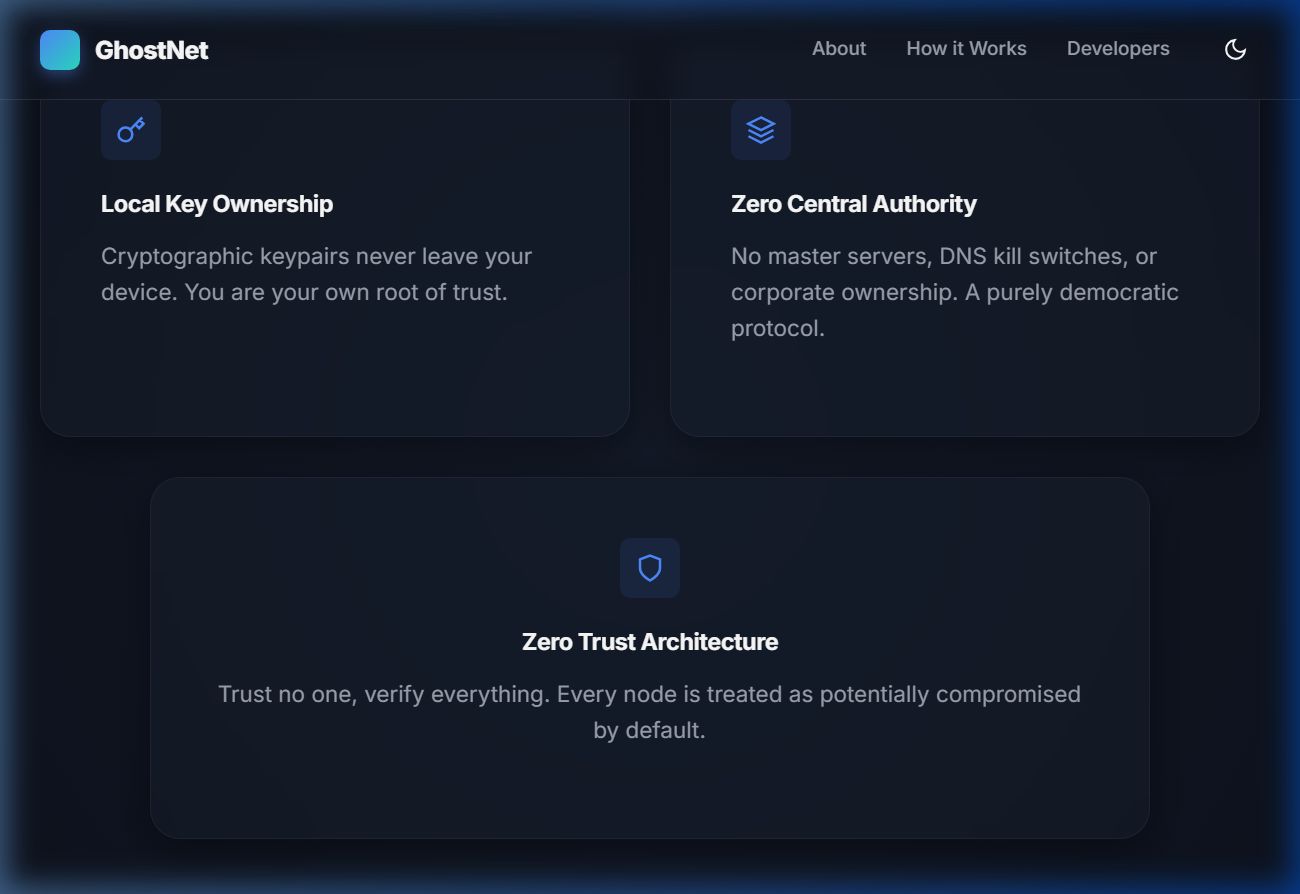 GhostNet
About
How it Works
Developers
Local Key Ownership
Cryptographic keypairs never leave your
device. You are your own root of trust.
Zero Central Authority
No master servers, DNS kill switches, or
corporate ownership. A purely democratic
protocol.
Zero Trust Architecture
Trust no one, verify everything. Every node is treated as potentially compromised
by default.